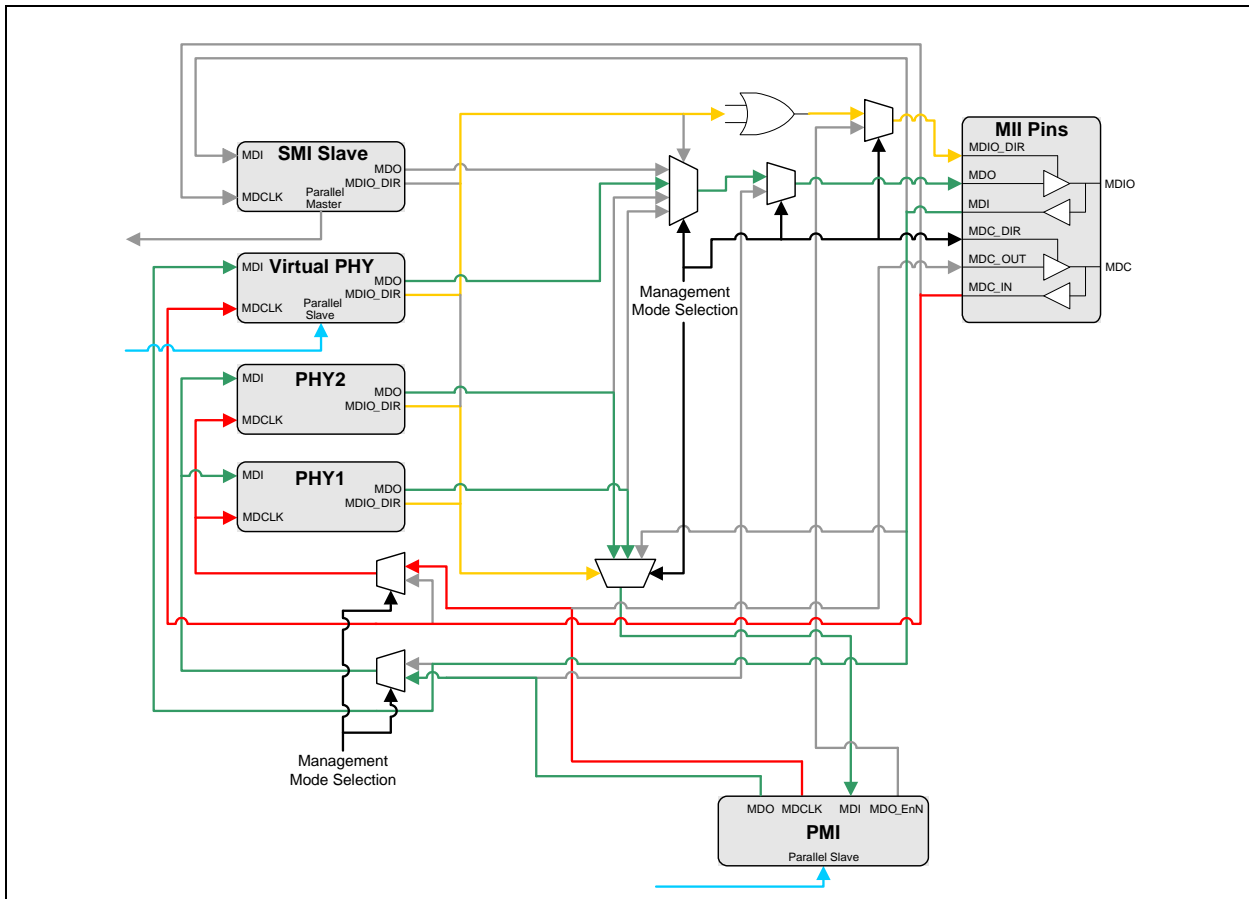 SMI Slave
MDI
MDCLK
MDO
MDIO_DIR
Parallel
Master
Virtual PHY
MDI
MDCLK
MDO
MDIO_DIR
Parallel
Slave
PHY2
MDI
MDCLK
MDO
MDIO_DIR
PHY1
MDI
MDCLK
MDO
MDIO_DIR
Management
Mode Selection
MII Pins
MDIO_DIR
MDO
MDI
MDC_DIR
MDC_OUT
MDC_IN
MDIO
MDC
Management
Mode Selection
MDO
MDCLK
MDI
MDO_EnN
PMI
Parallel Slave